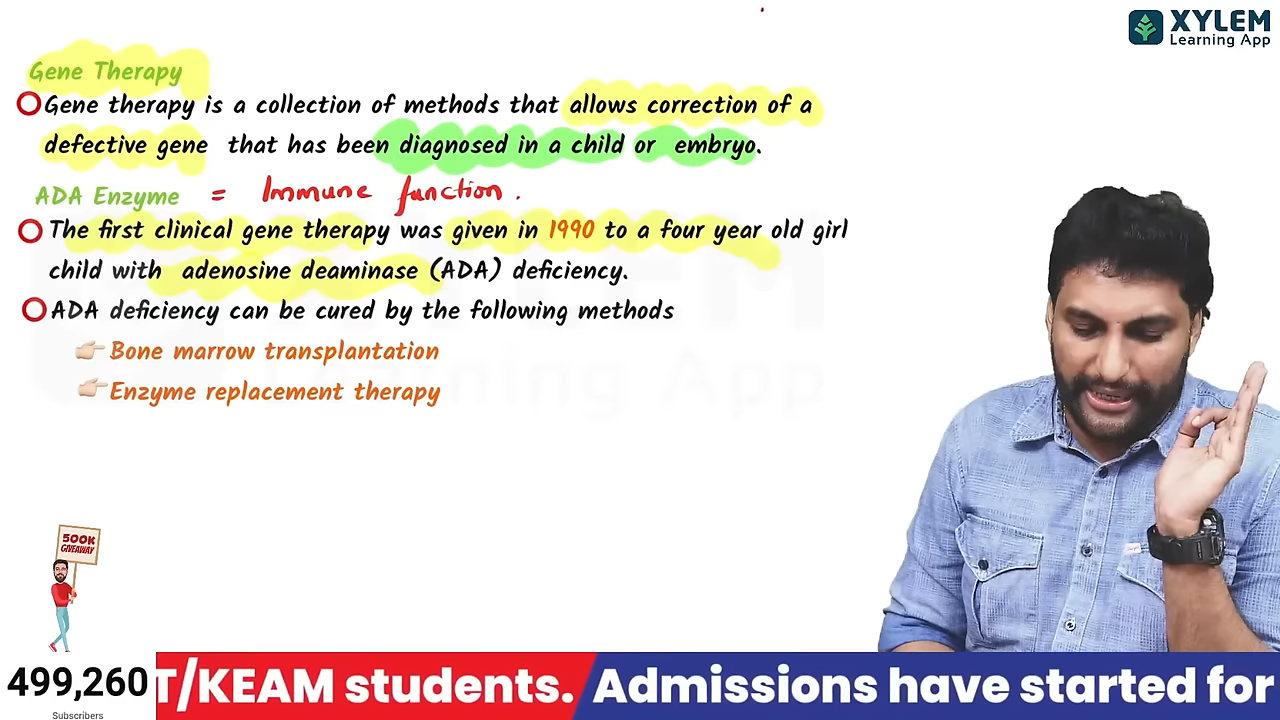 XYLEM
Learning App
Gene Therapy
Gene therapy is a collection of methods that allows correction of a
defective gene that has been diagnosed in a child or embryo.
ADA Enzyme = Immune function.
The first clinical gene therapy was given in 1990 to a four year old girl
child with adenosine deaminase (ADA) deficiency.
ADA deficiency can be cured by the following methods
Bone marrow transplantation
Enzyme replacement therapy
Learning App
500K
GIVEAWAY
499,260
Subscribers
T/KEAM students. Admissions have started for